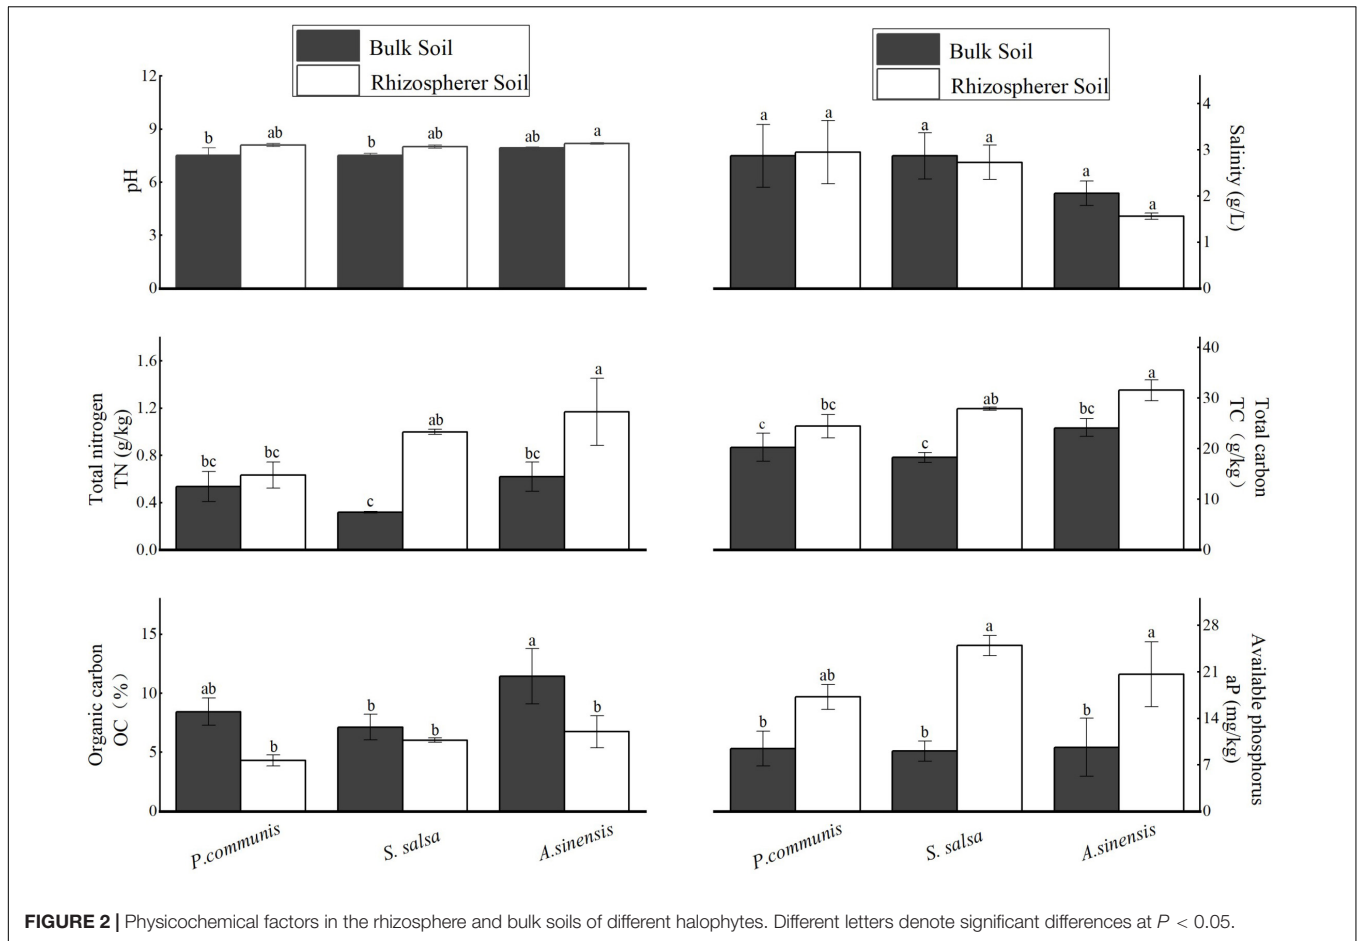 Bulk Soil
Rhizospherer Soil
12
9
6
3
0
pH
b
ab
b
ab
ab
a
Bulk Soil
Rhizospherer Soil
4
3
2
1
0
Salinity (g/L)
a
a
a
a
a
a
1.6
1.2
0.8
0.4
0.0
Total nitrogen
TN (g/kg)
bc
bc
c
ab
bc
a
40
30
20
10
0
Total carbon
TC（g/kg）
c
bc
c
ab
bc
a
15
10
5
0
Organic carbon
OC（%）
ab
b
b
b
a
b
P.communis
S. salsa
A.sinensis
28
21
14
7
0
Available phosphorus
aP (mg/kg)
b
ab
b
a
b
a
P.communis
S. salsa
A.sinensis
FIGURE 2 | Physicochemical factors in the rhizosphere and bulk soils of different halophytes. Different letters denote significant differences at P < 0.05.